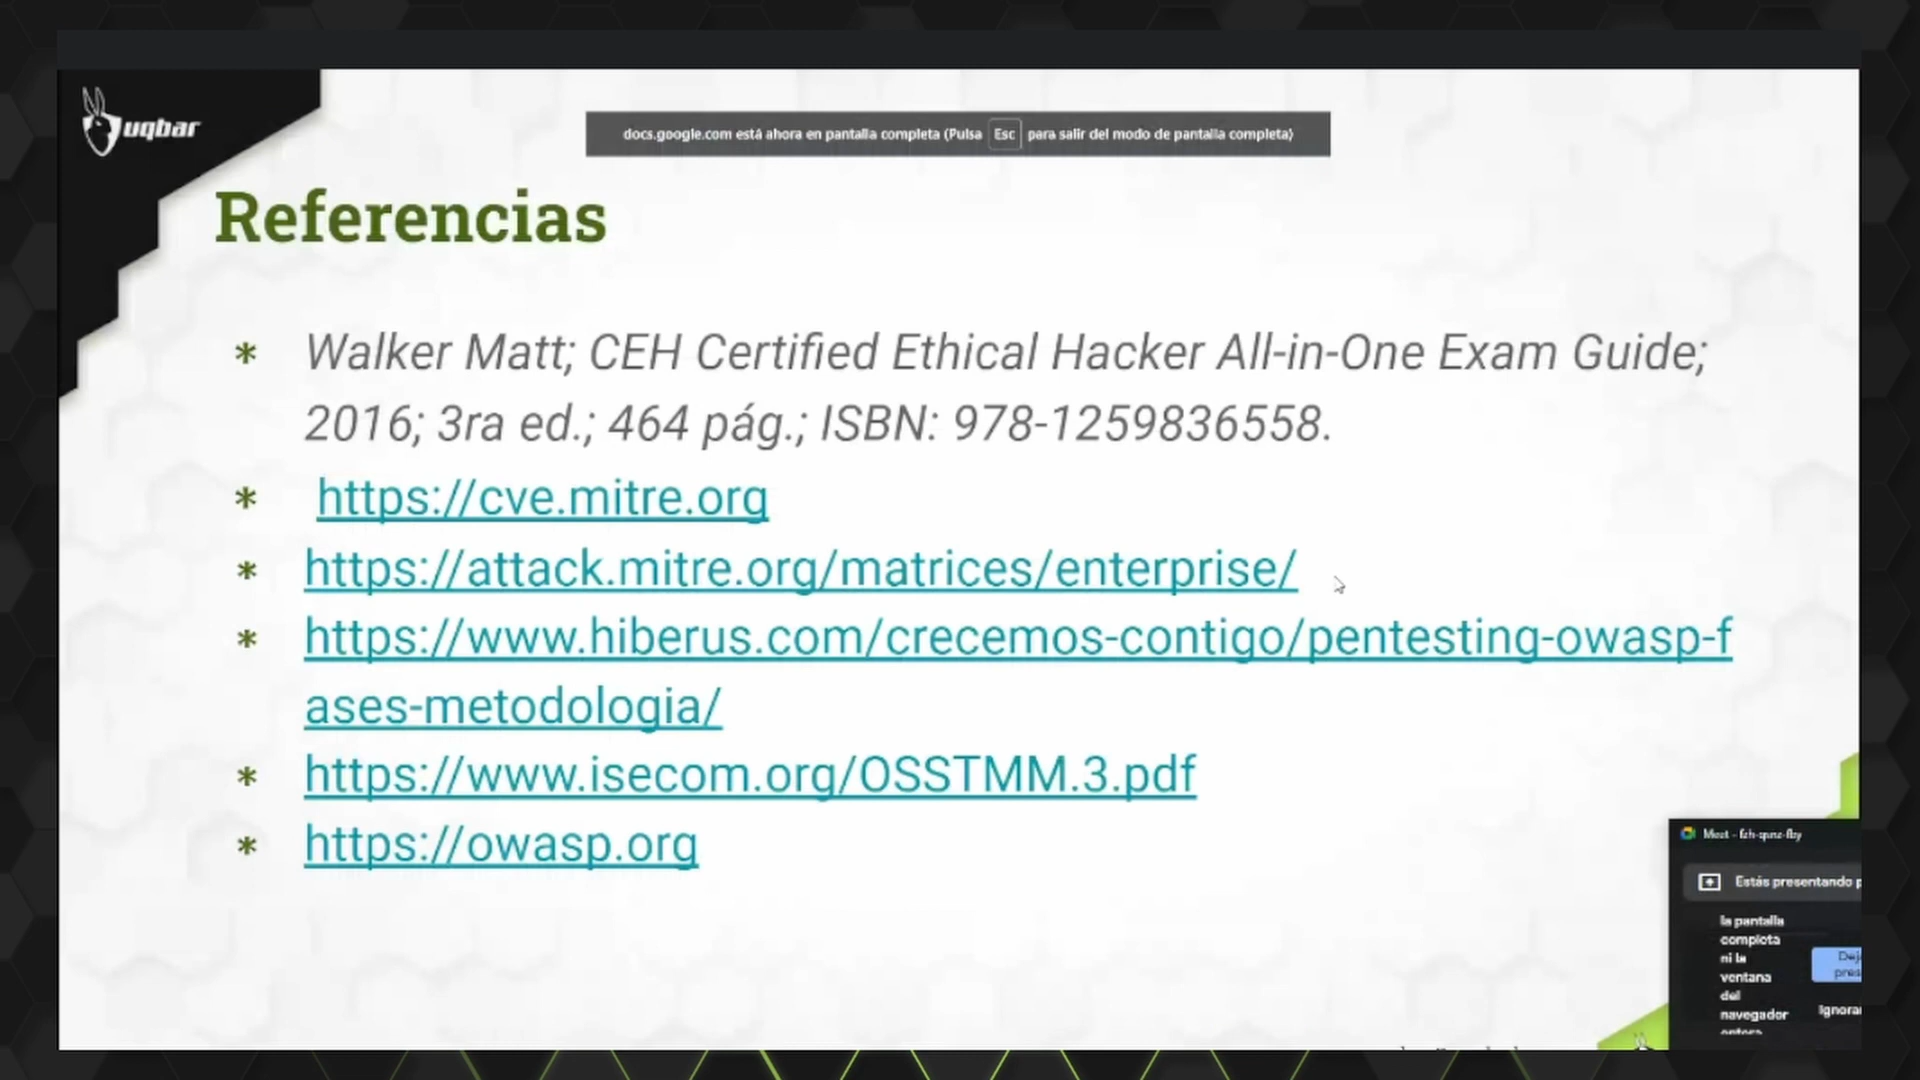 uqbar
docs.google.com está ahora en pantalla completa (Pulsa Esc para salir del modo de pantalla completa)
Referencias
* Walker Matt; CEH Certified Ethical Hacker All-in-One Exam Guide;
2016; 3ra ed.; 464 pág.; ISBN: 978-1259836558.
* https://cve.mitre.org
* https://attack.mitre.org/matrices/enterprise/
* https://www.hiberus.com/crecemos-contigo/pentesting-owasp-f
ases-metodologia/
* https://www.isecom.org/OSSTMM.3.pdf
* https://owasp.org
Meet -
Estás presentando p
la pantalla
completa
ni la
ventana
del
navegador
Dej
pres
Ignorar